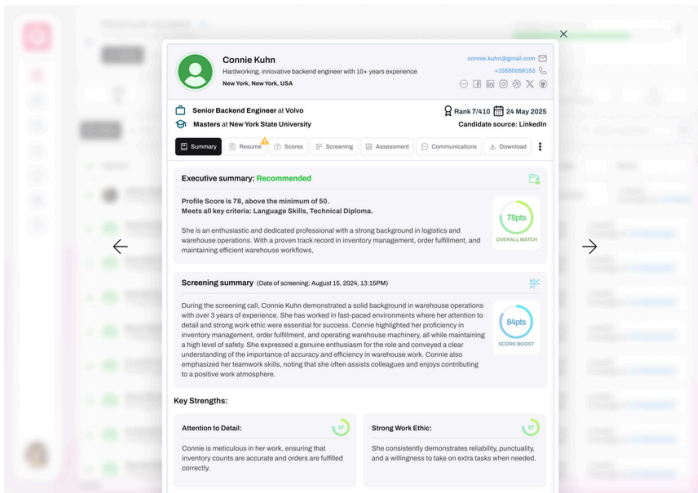 Connie Kuhn
Hardworking, innovative backend engineer with 10+ years experience
New York, New York, USA
connie.kuhn@gmail.com
+15550056153
Senior Backend Engineer at Volvo
Masters at New York State University
Rank 7/410 24 May 2025
Candidate source: LinkedIn
Summary Resume Scores Screening Assessment Communications Download
Executive summary: Recommended
Profile Score is 78, above the minimum of 50.
Meets all key criteria: Language Skills, Technical Diploma.
She is an enthusiastic and dedicated professional with a strong background in logistics and
warehouse operations. With a proven track record in inventory management, order fulfillment, and
maintaining efficient warehouse workflows,
78pts
OVERALL MATCH
Screening summary (Date of screening: August 15, 2024, 13:15PM)
During the screening call, Connie Kuhn demonstrated a solid background in warehouse operations
with over 3 years of experience. She has worked in fast-paced environments where her attention to
detail and strong work ethic were essential for success. Connie highlighted her proficiency in
inventory management, order fulfillment, and operating warehouse machinery, all while maintaining
a high level of safety. She expressed a genuine enthusiasm for the role and conveyed a clear
understanding of the importance of accuracy and efficiency in warehouse work. Connie also
emphasized her teamwork skills, noting that she often assists colleagues and enjoys contributing
to a positive work atmosphere.
84pts
SCORE BOOST
Key Strengths:
Attention to Detail:
Connie is meticulous in her work, ensuring that
inventory counts are accurate and orders are fulfilled
correctly.
Strong Work Ethic:
She consistently demonstrates reliability, punctuality,
and a willingness to take on extra tasks when needed.